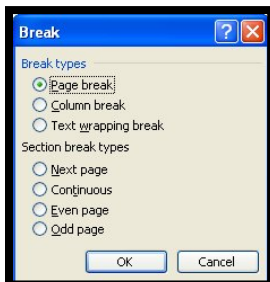 Break
Break types
Page break
Column break
Text wrapping break
Section break types
Next page
Continuous
Even page
Odd page
OK Cancel